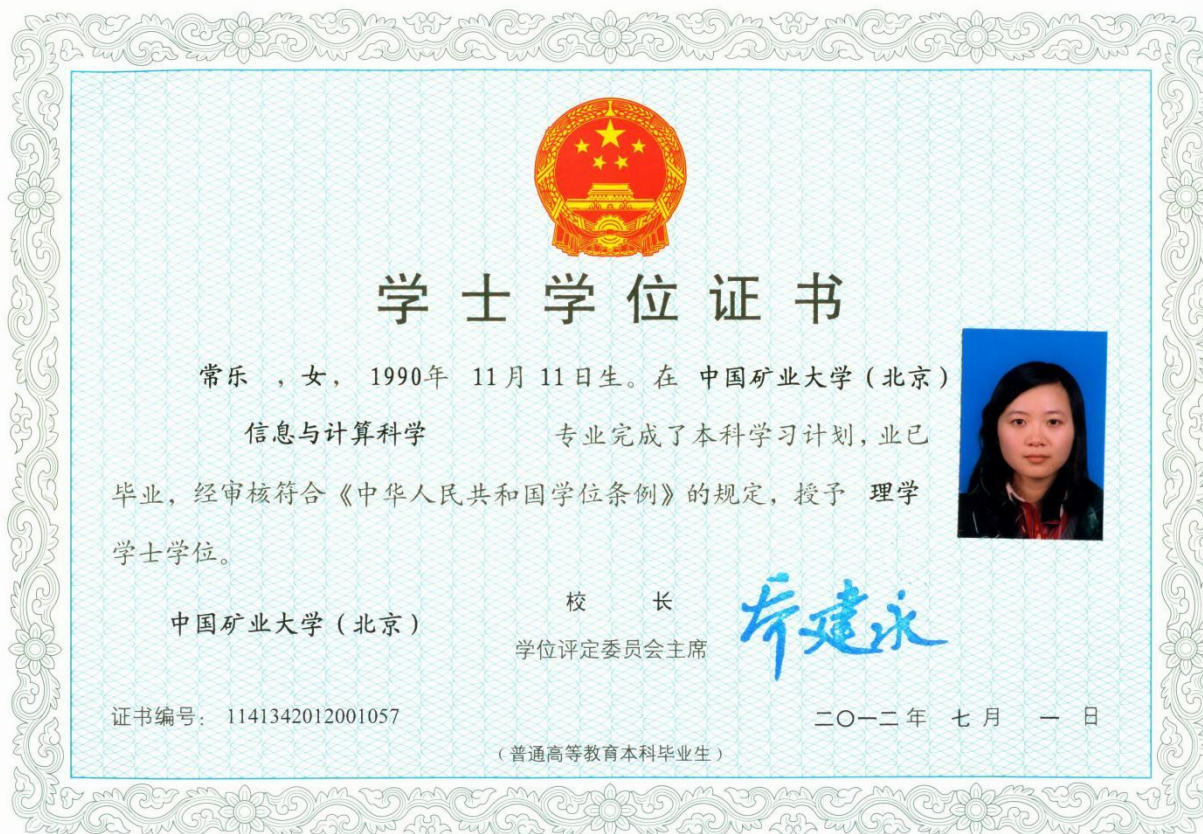 学士学位证书
常乐 ，女， 1990年 11月11日生。在 中国矿业大学（北京）
信息与计算科学 专业完成了本科学习计划，业已
毕业，经审核符合《中华人民共和国学位条例》的规定，授予 理学
学士学位。
中国矿业大学（北京）
校 长
学位评定委员会主席
乔建永
证书编号： 1141342012001057
二〇一二年 七月 一日
（普通高等教育本科毕业生）